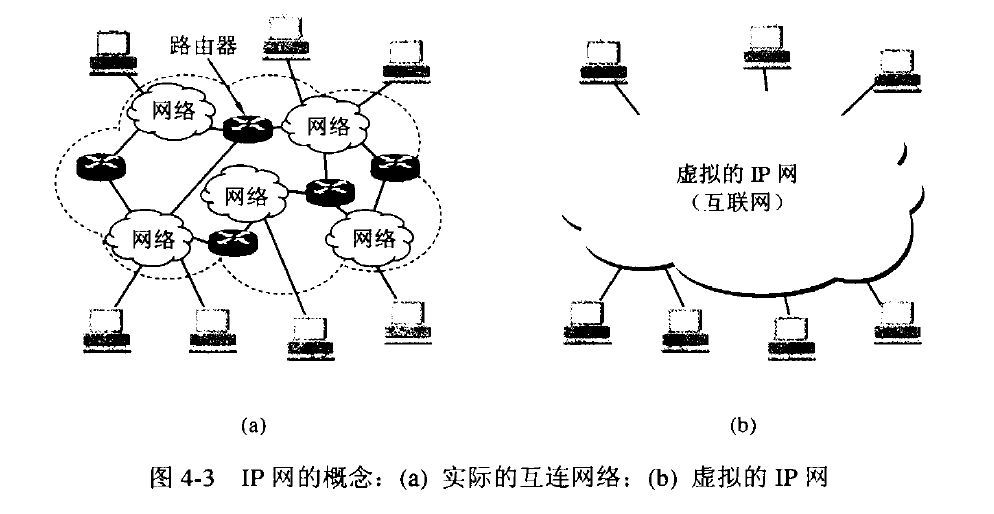 路由器
网络
网络
网络
网络
网络
虚拟的 IP 网
（互联网）
(a)
(b)
图 4-3 IP 网的概念：(a) 实际的互连网络；(b) 虚拟的 IP 网